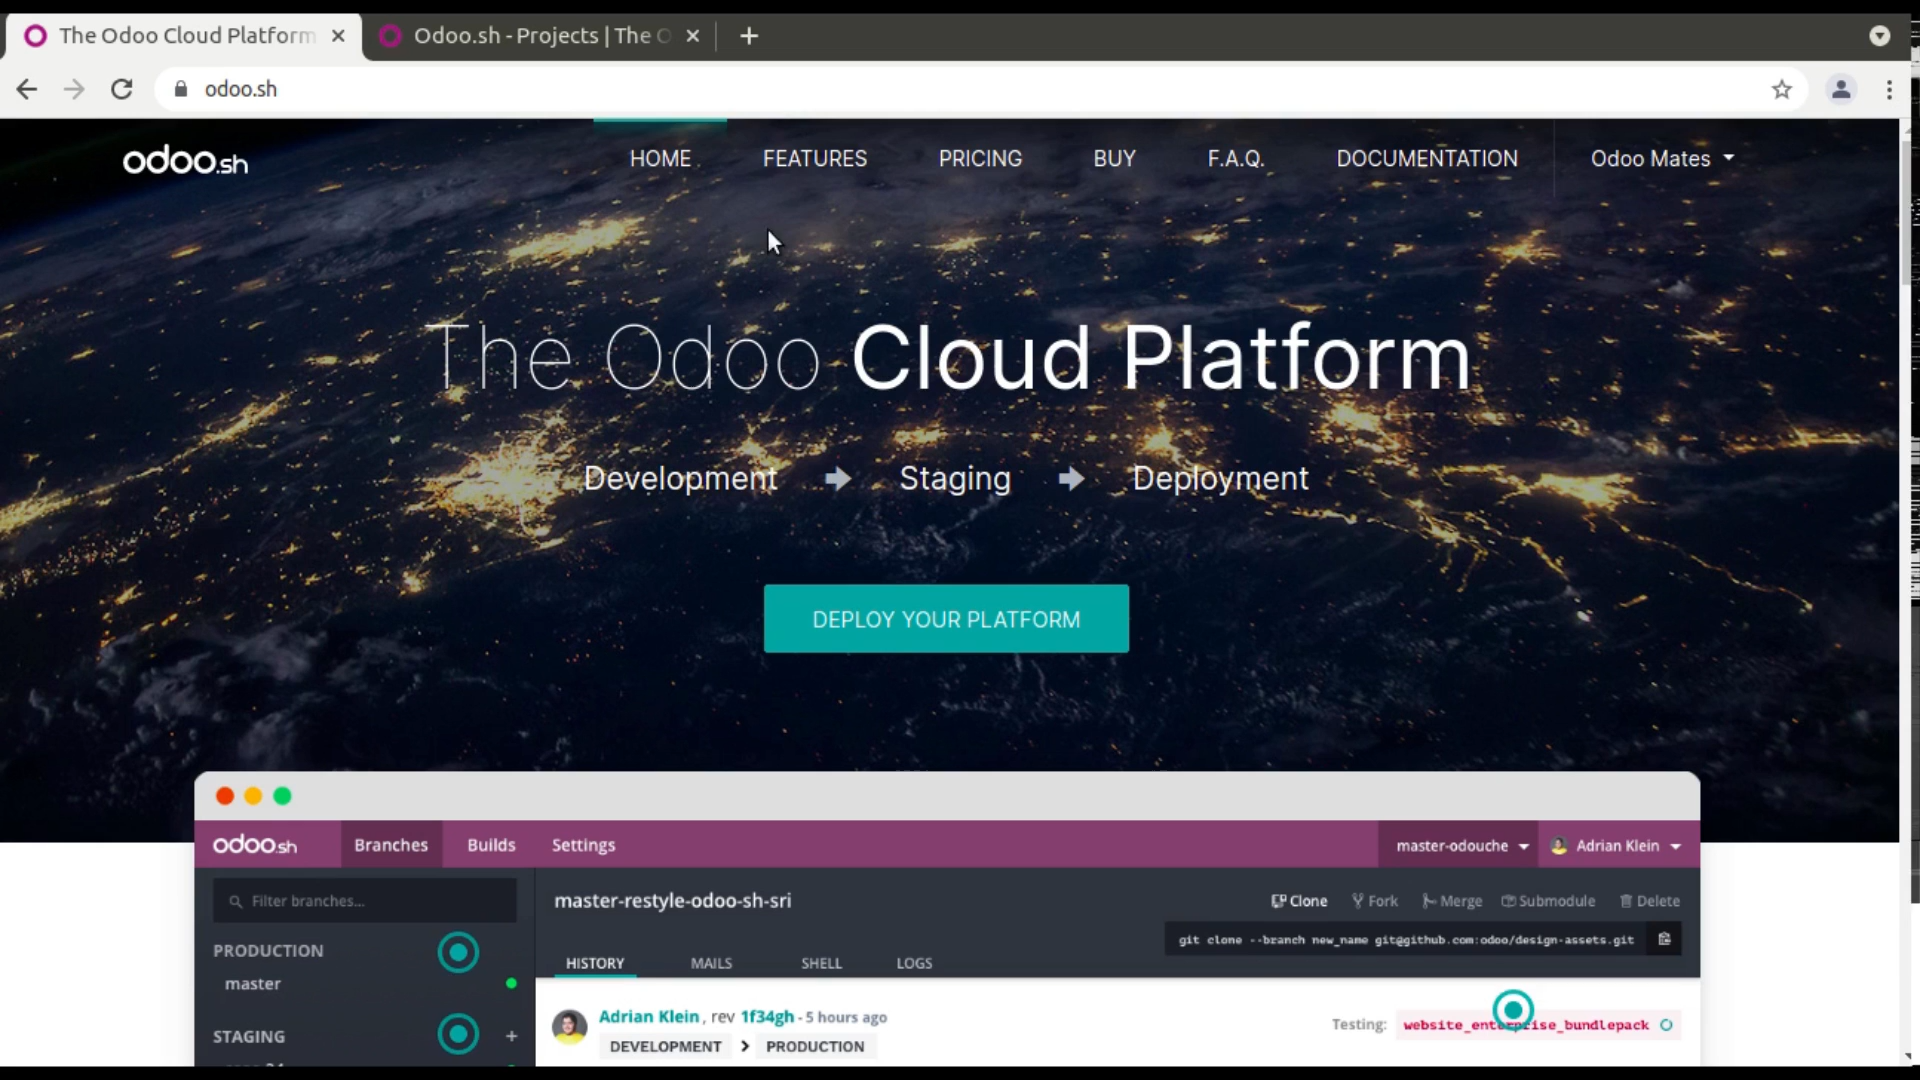 The Odoo Cloud Platform
Odoo.sh - Projects | The O
odoo.sh
odoo.sh
HOME
FEATURES
PRICING
BUY
F.A.Q.
DOCUMENTATION
Odoo Mates
The Odoo Cloud Platform
Development
Staging
Deployment
DEPLOY YOUR PLATFORM
odoo.sh
Branches
Builds
Settings
master-odouche
Adrian Klein
Filter branches...
master-restyle-odoo-sh-sri
Clone
Fork
Merge
Submodule
Delete
git clone --branch new_name git@github.com:odoo/design-assets.git
PRODUCTION
master
STAGING
HISTORY
MAILS
SHELL
LOGS
Adrian Klein, rev 1f34gh - 5 hours ago
DEVELOPMENT > PRODUCTION
Testing: website_enterprise_bundlepack